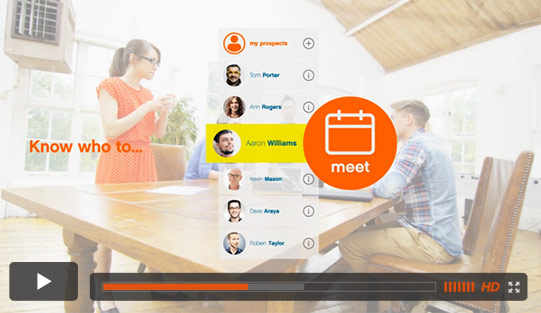 my prospects
Tom Porter
Ann Rogers
Know who to...
Aaron Williams
meet
Kevin Mason
Dave Araya
Robert Taylor
HD